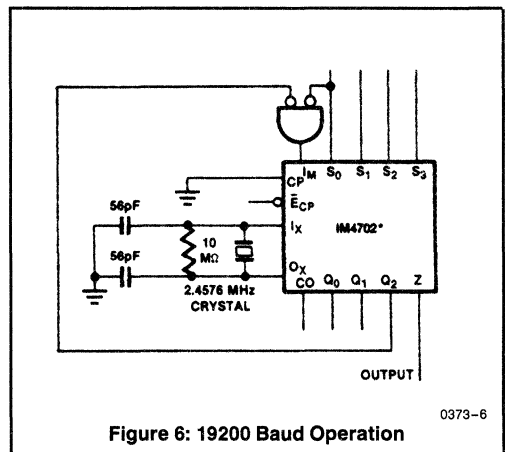 IM S0 S1 S2 S3
CP
ECP
56pF
IX
IM4702*
10
MΩ
56pF
OX
2.4576 MHz
CRYSTAL
CO Q0 Q1 Q2 Z
OUTPUT
0373-6
Figure 6: 19200 Baud Operation